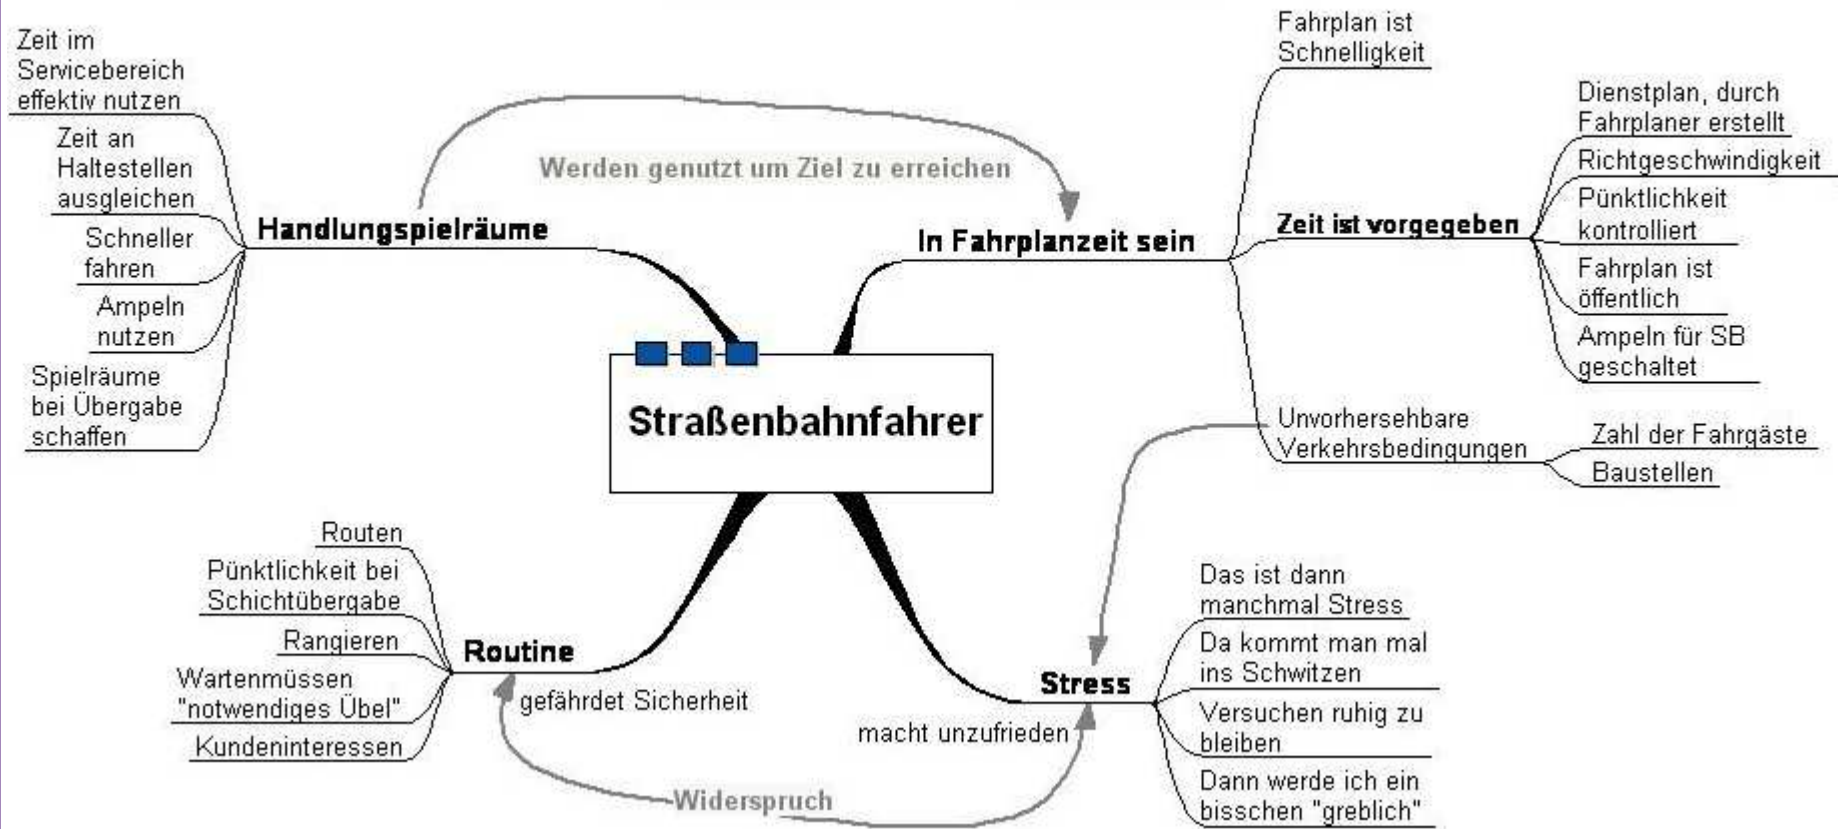 Zeit im
Servicebereich
effektiv nutzen
Zeit an
Haltestellen
ausgleichen
Schneller
fahren
Ampeln
nutzen
Spielräume
bei Übergabe
schaffen
Handlungspielräume
Werden genutzt um Ziel zu erreichen
In Fahrplanzeit sein
Fahrplan ist
Schnelligkeit
Zeit ist vorgegeben
Dienstplan, durch
Fahrplaner erstellt
Richtgeschwindigkeit
Pünktlichkeit
kontrolliert
Fahrplan ist
öffentlich
Ampeln für SB
geschaltet
Unvorhersehbare
Verkehrsbedingungen
Zahl der Fahrgäste
Baustellen
Straßenbahnfahrer
Routen
Pünktlichkeit bei
Schichtübergabe
Rangieren
Wartenmüssen
"notwendiges Übel"
Kundeninteressen
Routine
gefährdet Sicherheit
Widerspruch
macht unzufrieden
Stress
Das ist dann
manchmal Stress
Da kommt man mal
ins Schwitzen
Versuchen ruhig zu
bleiben
Dann werde ich ein
bisschen "greblich"